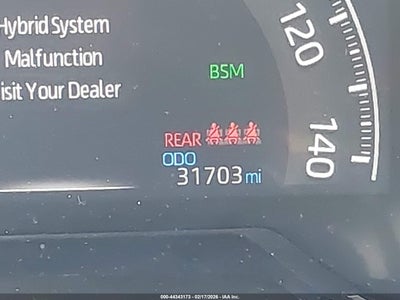 Hybrid System
Malfunction
isit Your Dealer
120
BSM
REAR
140
ODO
31703 mi
000-44343173 - 02/17/2026 - IAA Inc.